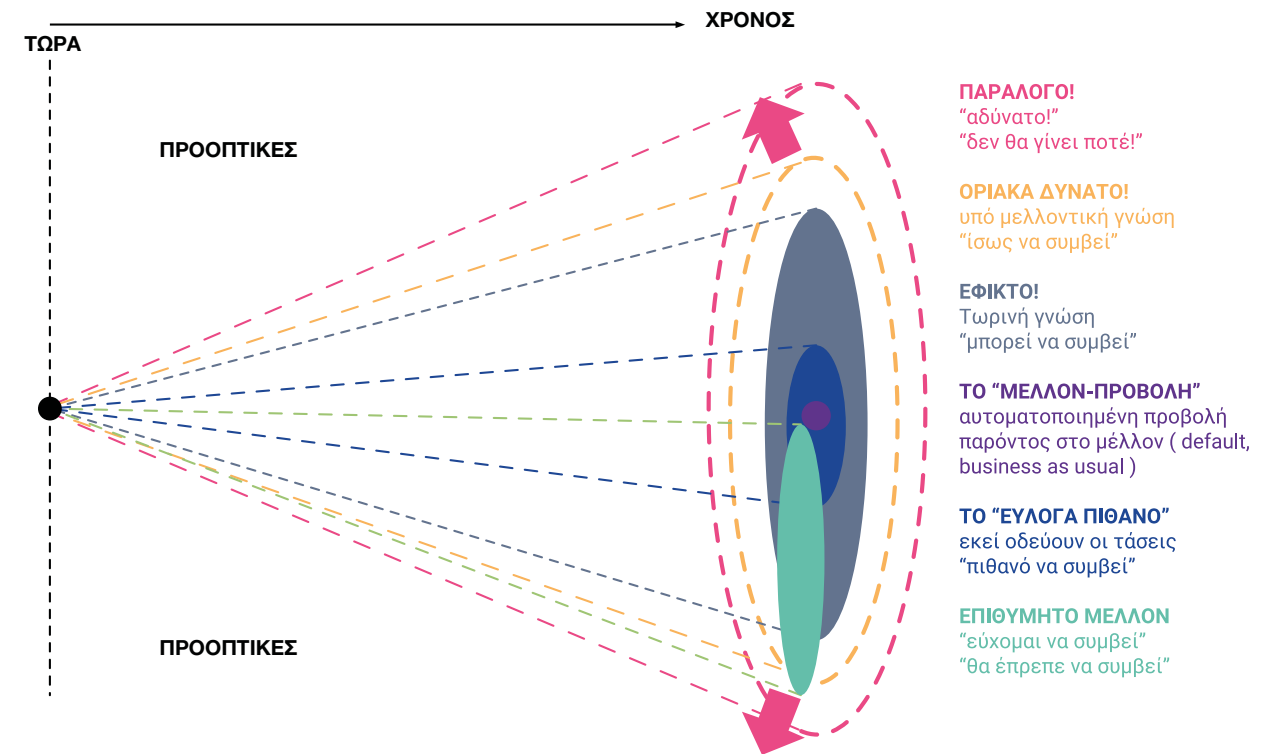 ΧΡΟΝΟΣ
ΤΩΡΑ
ΠΡΟΟΠΤΙΚΕΣ
ΠΡΟΟΠΤΙΚΕΣ
ΠΑΡΑΛΟΓΟ!
“αδύνατο!”
“δεν θα γίνει ποτέ!”
ΟΡΙΑΚΑ ΔΥΝΑΤΟ!
υπό μελλοντική γνώση
“ίσως να συμβεί”
ΕΦΙΚΤΟ!
Τωρινή γνώση
“μπορεί να συμβεί”
ΤΟ “ΜΕΛΛΟΝ-ΠΡΟΒΟΛΗ”
αυτοματοποιημένη προβολή
παρόντος στο μέλλον ( default,
business as usual )
ΤΟ “ΕΥΛΟΓΑ ΠΙΘΑΝΟ”
εκεί οδεύουν οι τάσεις
“πιθανό να συμβεί”
ΕΠΙΘΥΜΗΤΟ ΜΕΛΛΟΝ
“εύχομαι να συμβεί”
“θα έπρεπε να συμβεί”